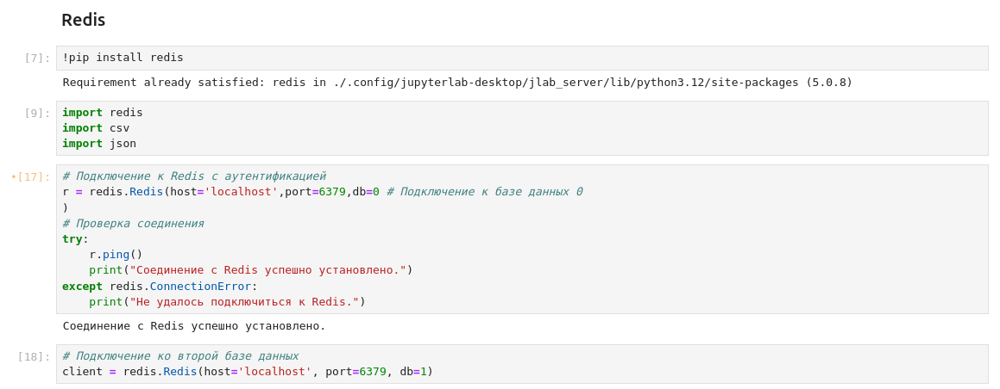 Redis
[7]: !pip install redis
Requirement already satisfied: redis in ./.config/jupyterlab-desktop/jlab_server/lib/python3.12/site-packages (5.0.8)
[9]: import redis
import csv
import json
•[17]: # Подключение к Redis с аутентификацией
r = redis.Redis(host='localhost',port=6379,db=0 # Подключение к базе данных 0
)
# Проверка соединения
try:
    r.ping()
    print("Соединение с Redis успешно установлено.")
except redis.ConnectionError:
    print("Не удалось подключиться к Redis.")
Соединение с Redis успешно установлено.
[18]: # Подключение ко второй базе данных
client = redis.Redis(host='localhost', port=6379, db=1)